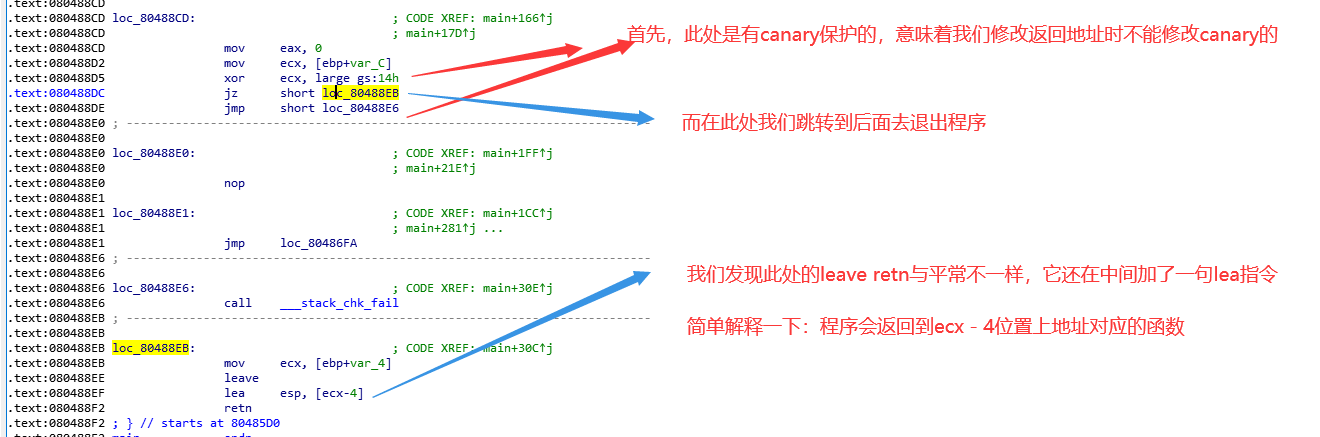 .text:080488CD
.text:080488CD loc_80488CD: ; CODE XREF: main+166↑j
.text:080488CD ; main+17D↑j
首先，此处是有canary保护的，意味着我们修改返回地址时不能修改canary的
.text:080488CD mov eax, 0
.text:080488D2 mov ecx, [ebp+var_C]
.text:080488D5 xor ecx, large gs:14h
.text:080488DC jz short loc_80488EB
.text:080488DE jmp short loc_80488E6
.text:080488E0 ; ---------------------------------------------------------------------------
而在此处我们跳转到后面去退出程序
.text:080488E0
.text:080488E0 loc_80488E0: ; CODE XREF: main+1FF↑j
.text:080488E0 ; main+21E↑j
.text:080488E0 nop
.text:080488E1
.text:080488E1 loc_80488E1: ; CODE XREF: main+1CC↑j
.text:080488E1 ; main+281↑j ...
.text:080488E1 jmp loc_80486FA
.text:080488E6 ; ---------------------------------------------------------------------------
.text:080488E6
我们发现此处的leave retn与平常不一样，它还在中间加了一句lea指令
.text:080488E6 loc_80488E6: ; CODE XREF: main+30E↑j
.text:080488E6 call ___stack_chk_fail
.text:080488EB ; ---------------------------------------------------------------------------
简单解释一下：程序会返回到ecx - 4位置上地址对应的函数
.text:080488EB
.text:080488EB loc_80488EB: ; CODE XREF: main+30C↑j
.text:080488EB mov ecx, [ebp+var_4]
.text:080488EE leave
.text:080488EF lea esp, [ecx-4]
.text:080488F2 retn
.text:080488F2 ; } // starts at 80485D0